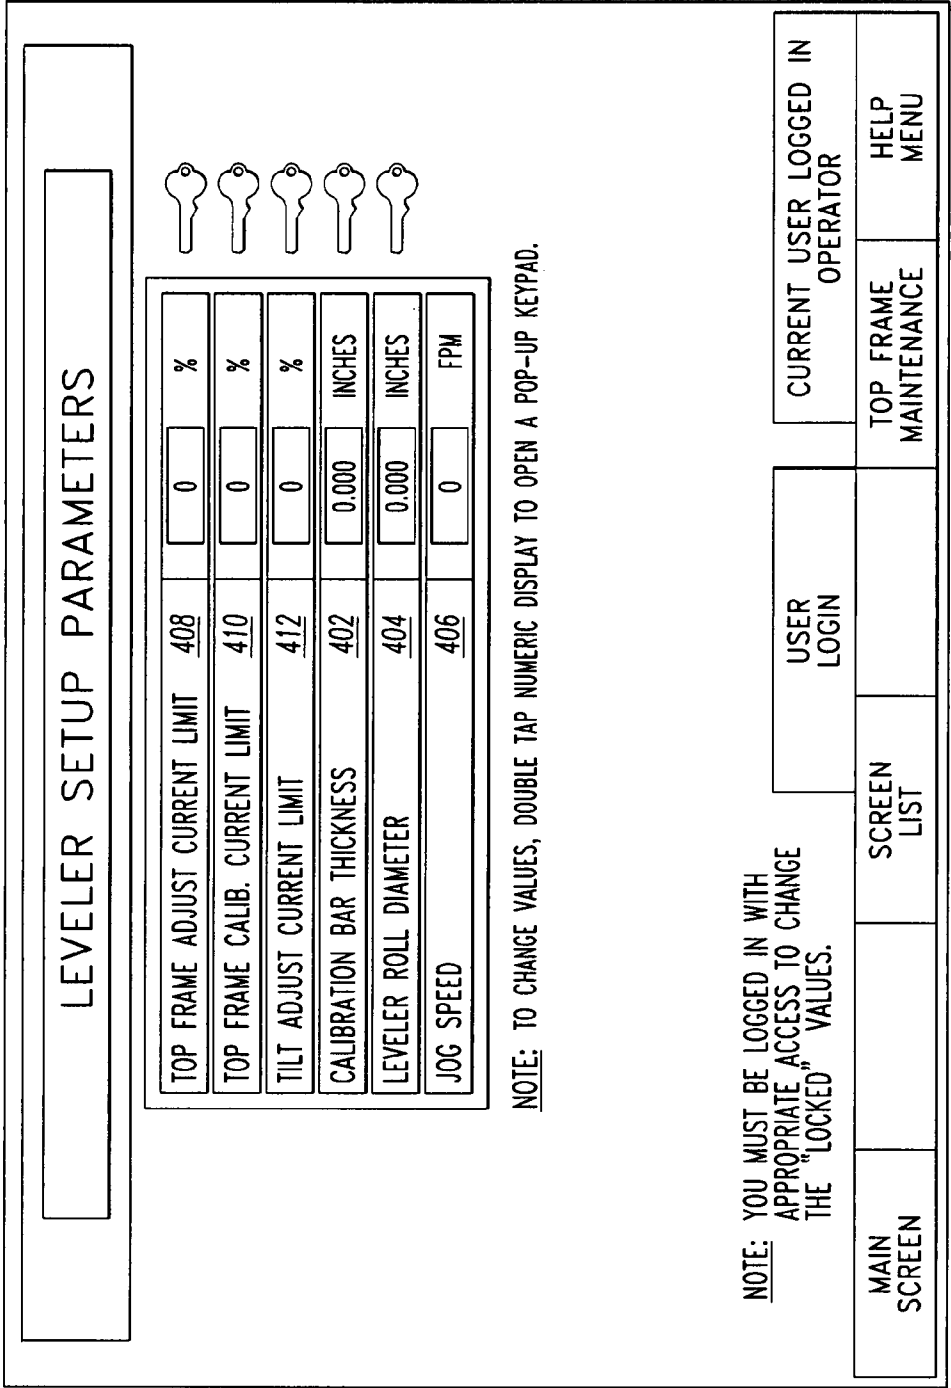 LEVELER SETUP PARAMETERS
TOP FRAME ADJUST CURRENT LIMIT 408 0 %
TOP FRAME CALIB. CURRENT LIMIT 410 0 %
TILT ADJUST CURRENT LIMIT 412 0 %
CALIBRATION BAR THICKNESS 402 0.000 INCHES
LEVELER ROLL DIAMETER 404 0.000 INCHES
JOG SPEED 406 0 FPM
NOTE: TO CHANGE VALUES, DOUBLE TAP NUMERIC DISPLAY TO OPEN A POP-UP KEYPAD.
NOTE: YOU MUST BE LOGGED IN WITH
APPROPRIATE ACCESS TO CHANGE
THE "LOCKED" VALUES.
USER
LOGIN
CURRENT USER LOGGED IN
OPERATOR
MAIN
SCREEN
SCREEN
LIST
TOP FRAME
MAINTENANCE
HELP
MENU